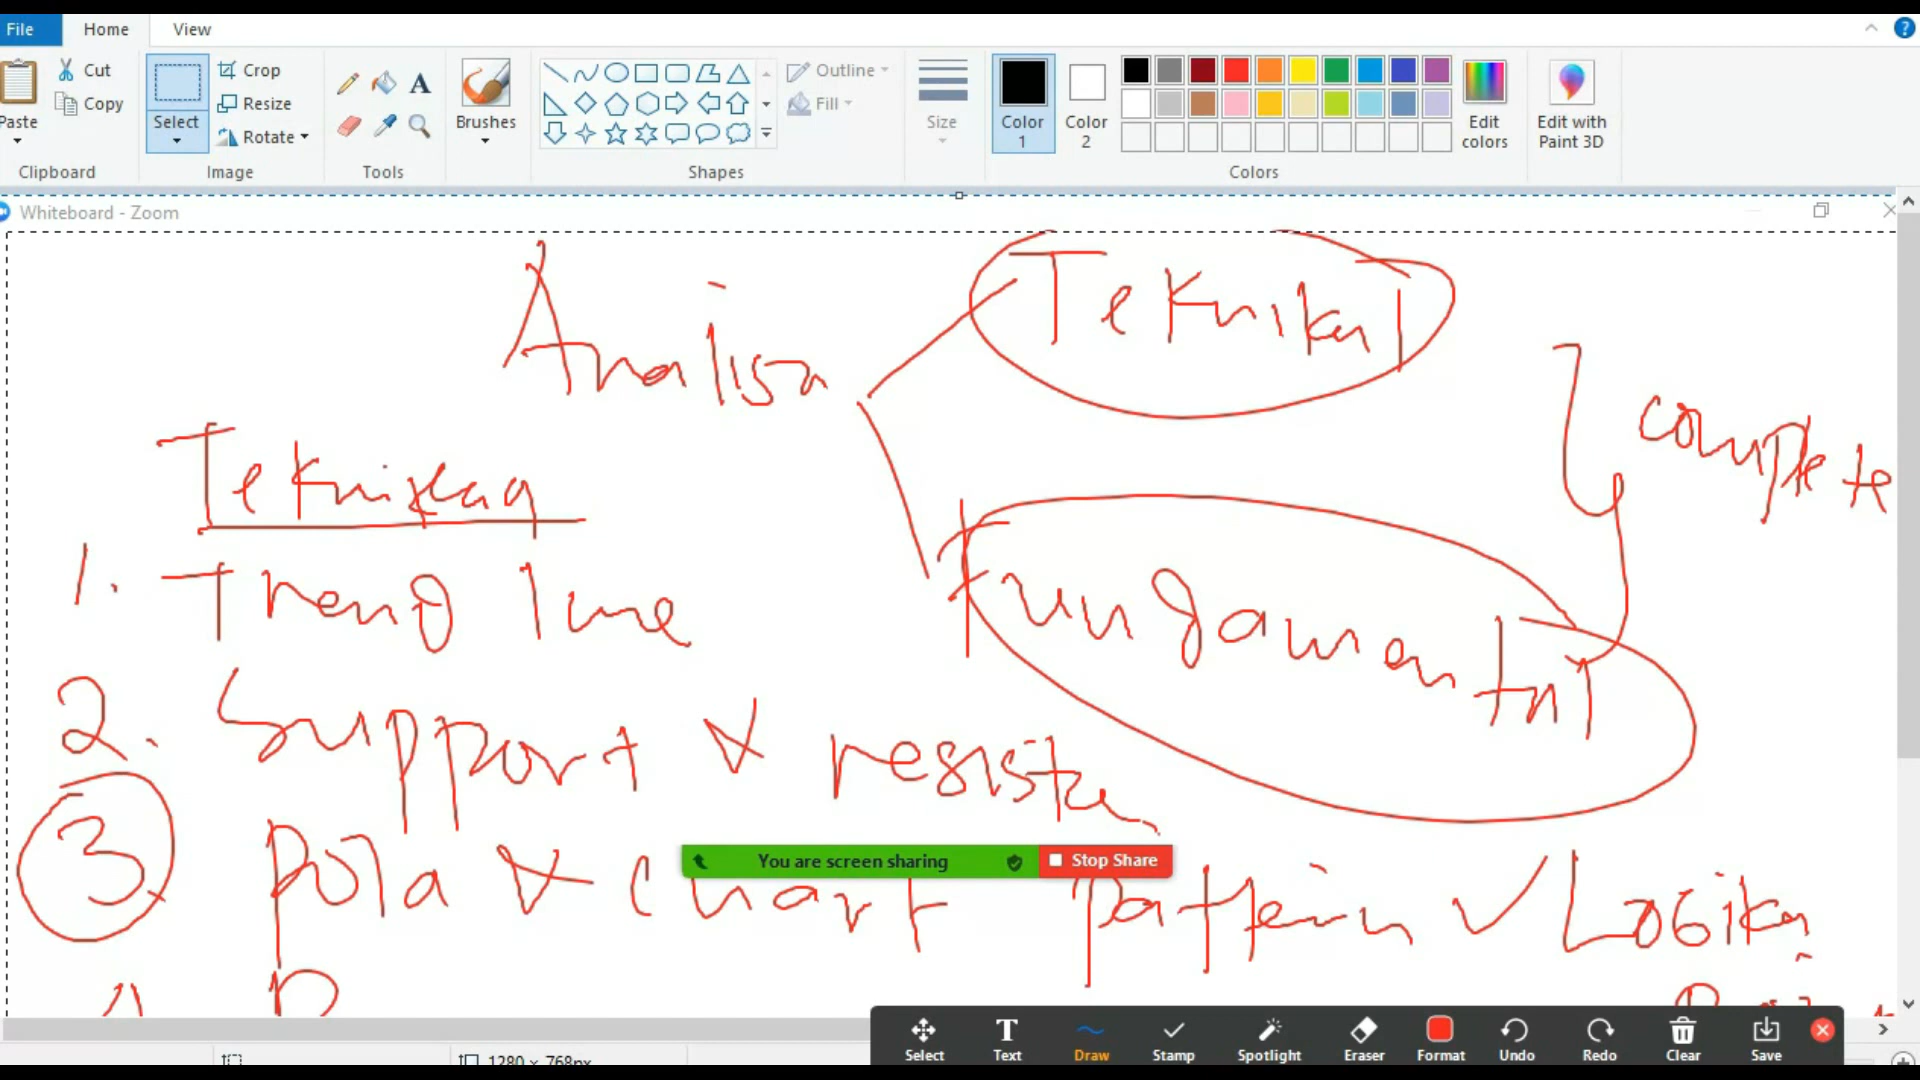 File Home View
Paste Cut Copy Clipboard
Select Crop Resize Rotate Image
Tools
Brushes
Shapes
Outline Fill
Size
Color 1 Color 2 Edit colors Colors
Edit with Paint 3D
Whiteboard - Zoom
Analisa
Teknikal
Fundamental
complete
Teknikal
1. Trend line
2. Support & resisten
3 pola & chart pattern ✓ Logika
You are screen sharing Stop Share
1280 × 768px
Select Text Draw Stamp Spotlight Eraser Format Undo Redo Clear Save